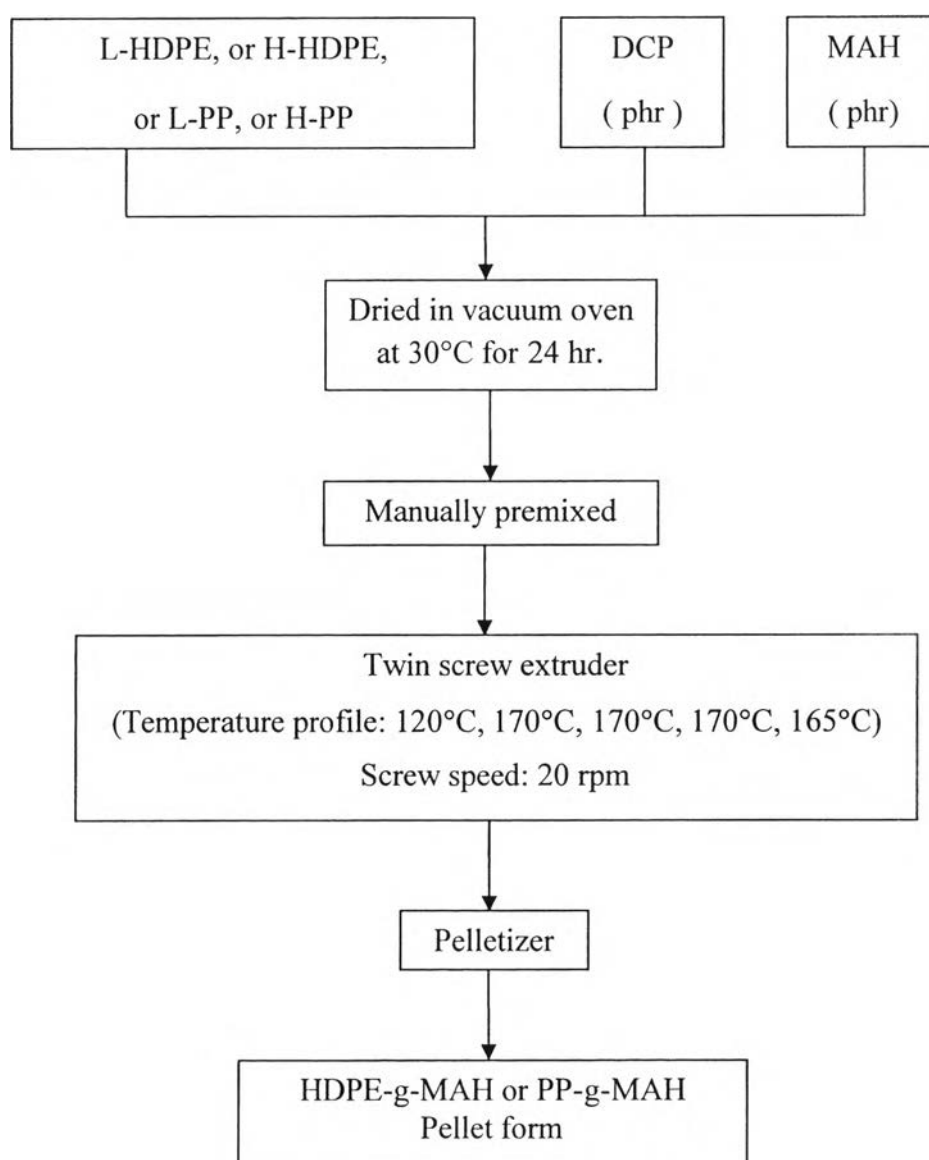 L-HDPE, or H-HDPE,
or L-PP, or H-PP
DCP
( phr )
MAH
( phr)
Dried in vacuum oven
at 30°C for 24 hr.
Manually premixed
Twin screw extruder
(Temperature profile: 120°C, 170°C, 170°C, 170°C, 165°C)
Screw speed: 20 rpm
Pelletizer
HDPE-g-MAH or PP-g-MAH
Pellet form